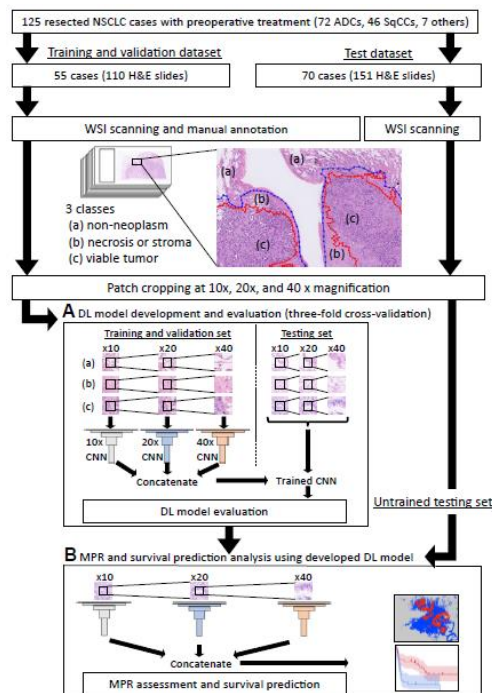 125 resected NSCLC cases with preoperative treatment (72 ADCs, 46 SqCCs, 7 others)
Training and validation dataset
Test dataset
55 cases (110 H&E slides)
70 cases (151 H&E slides)
WSI scanning and manual annotation
WSI scanning
(a)
(a)
(b)
(c)
(c)
(b)
3 classes
(a) non-neoplasm
(b) necrosis or stroma
(c) viable tumor
Patch cropping at 10x, 20x, and 40 x magnification
A DL model development and evaluation (three-fold cross-validation)
Training and validation set
Testing set
x10 x20 x40
x10 x20 x40
(a)
(b)
(c)
10x CNN
20x CNN
40x CNN
Concatenate
Trained CNN
DL model evaluation
Untrained testing set
B MPR and survival prediction analysis using developed DL model
x10 x20 x40
Concatenate
MPR assessment and survival prediction